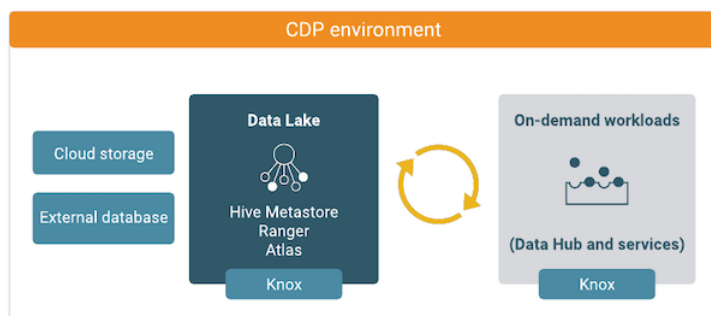 CDP environment
Cloud storage
External database
Data Lake
Hive Metastore
Ranger
Atlas
Knox
On-demand workloads
(Data Hub and services)
Knox